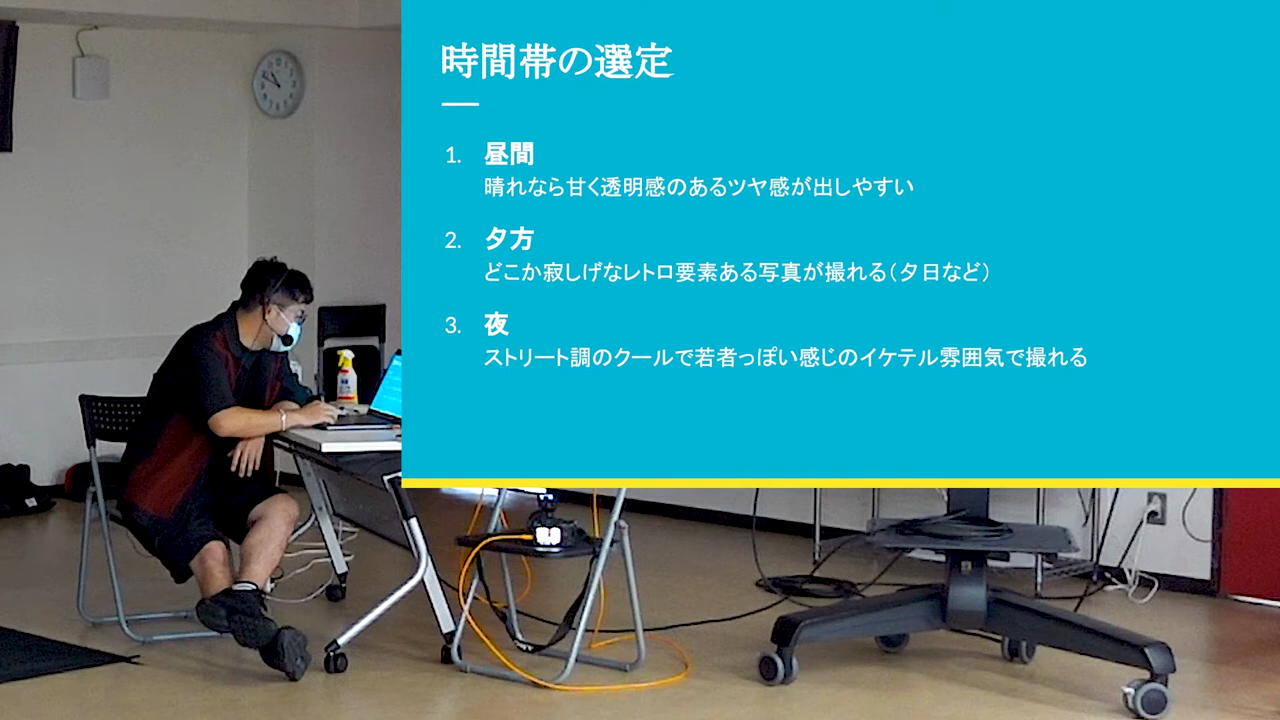 時間帯の選定
1. 昼間
晴れなら甘く透明感のあるツヤ感が出しやすい
2. 夕方
どこか寂しげなレトロ要素ある写真が撮れる（夕日など）
3. 夜
ストリート調のクールで若者っぽい感じのイケテル雰囲気で撮れる